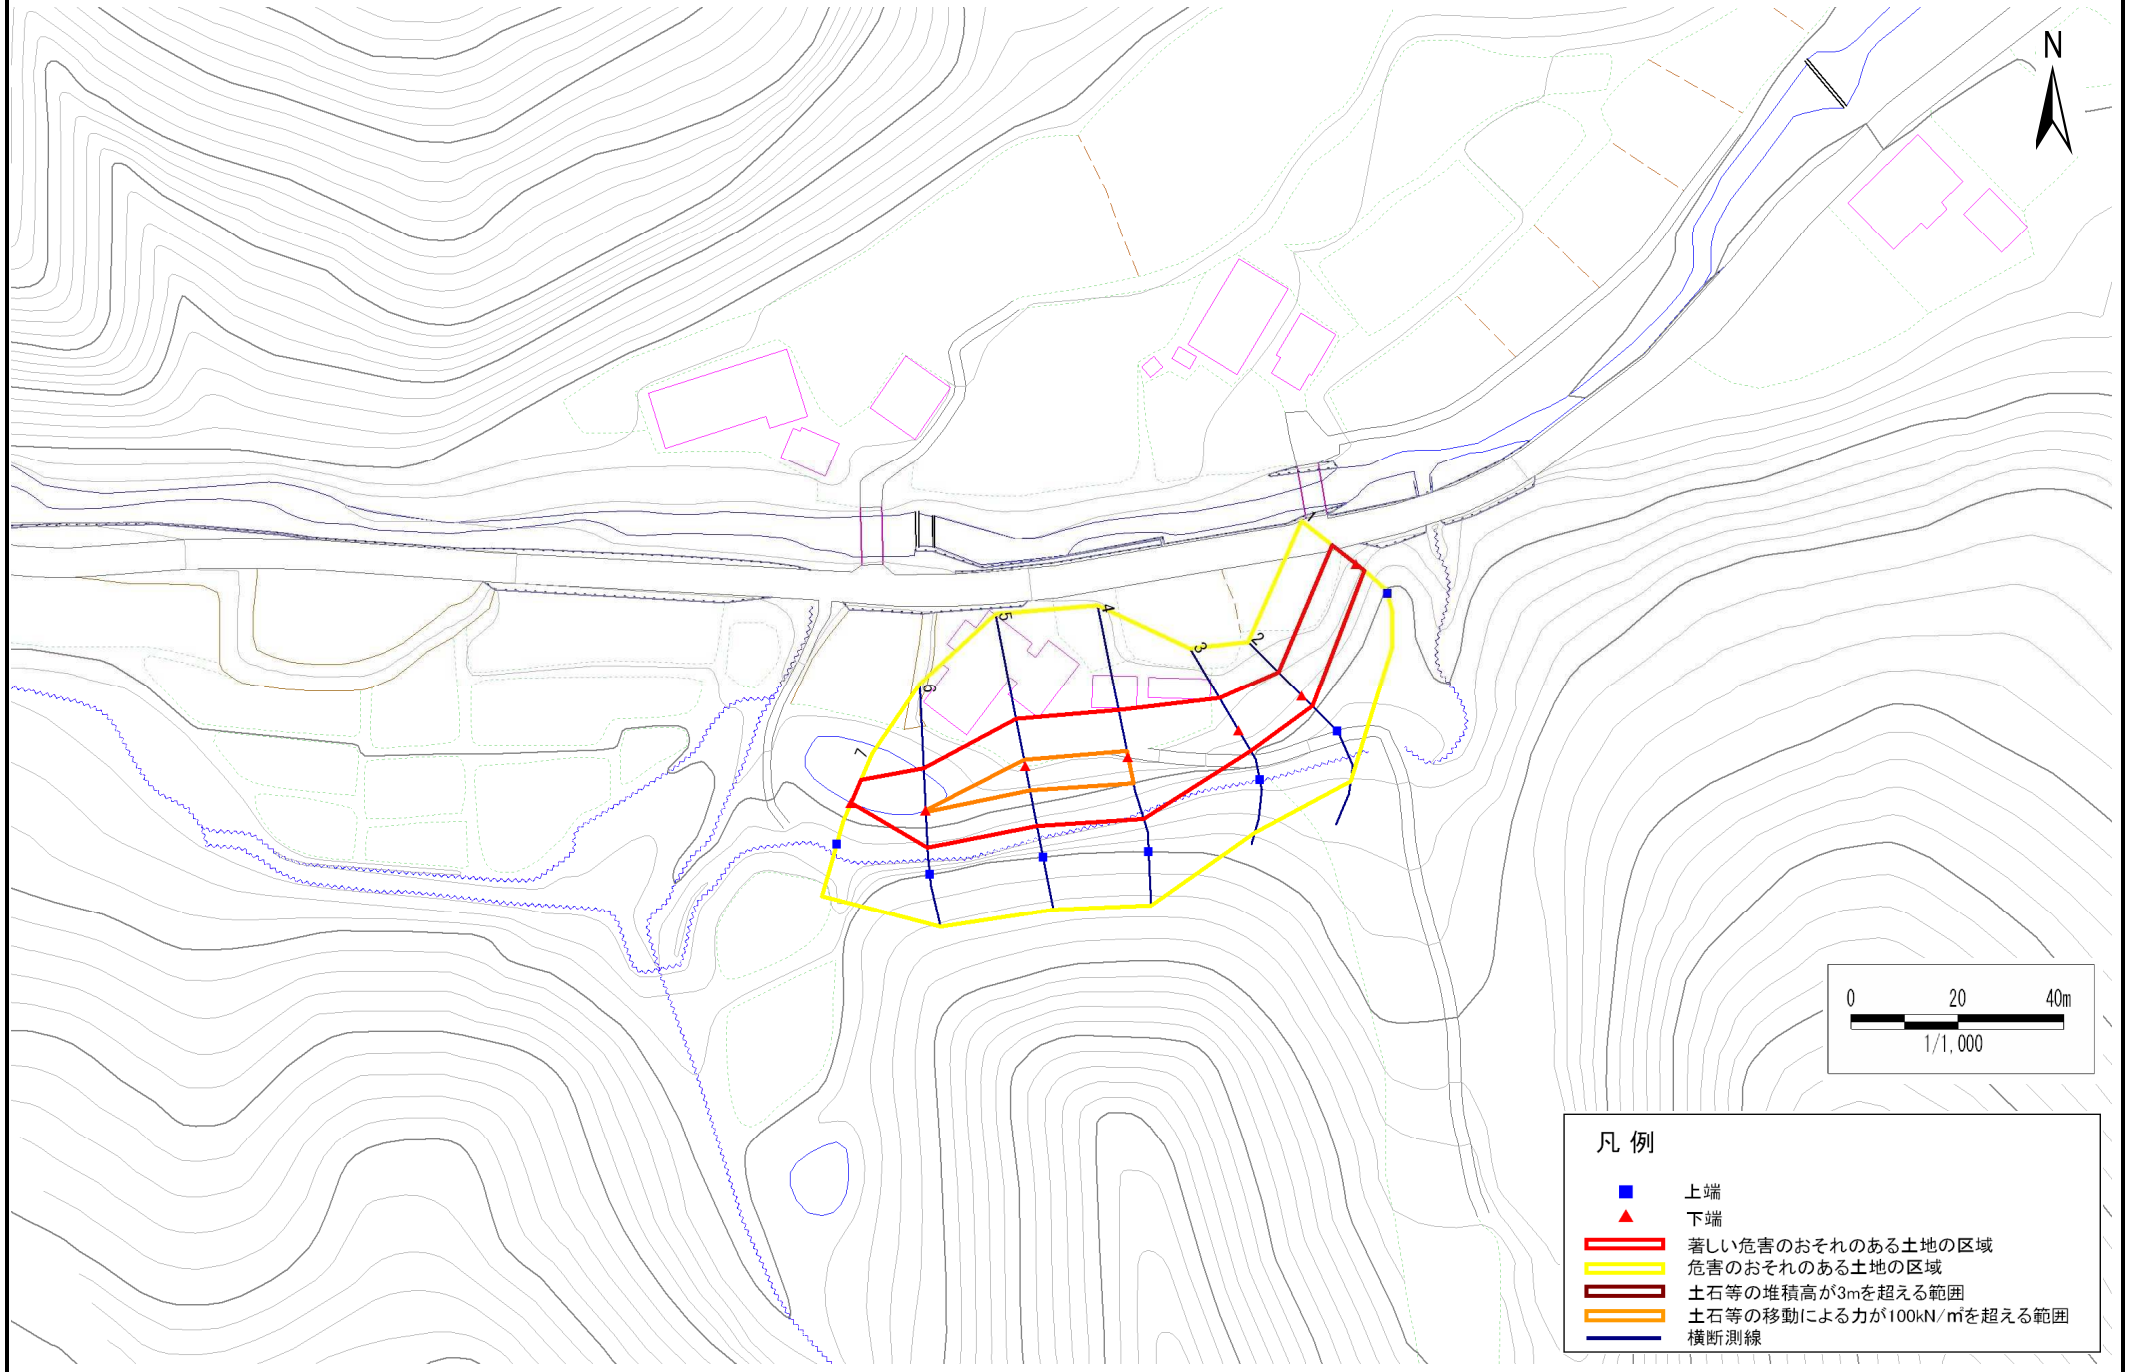 N
1
2
3
4
5
6
7
0 20 40m
1/1,000
凡 例
上端
下端
著しい危害のおそれのある土地の区域
危害のおそれのある土地の区域
土石等の堆積高が3mを超える範囲
土石等の移動による力が100kN/㎡を超える範囲
横断測線